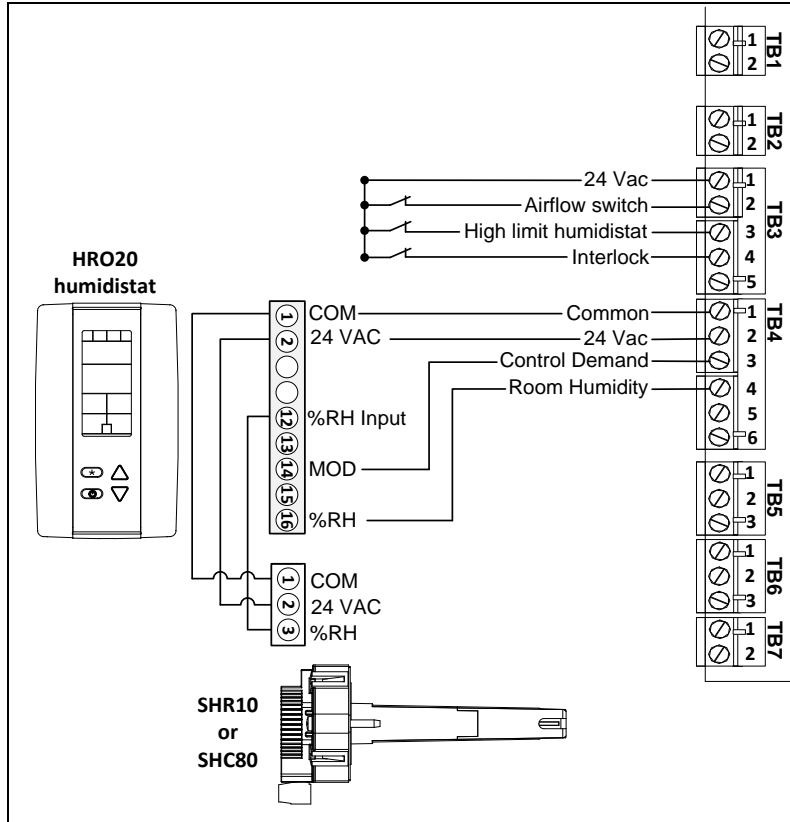 1
2
TB1
1
2
TB2
24 Vac
Airflow switch
High limit humidistat
Interlock
1
2
3
4
5
TB3
HRO20
humidistat
1 COM
2 24 VAC
12 %RH Input
13
14 MOD
15
16 %RH
Common
24 Vac
Control Demand
Room Humidity
1
2
3
4
5
6
TB4
1
2
3
TB5
1 COM
2 24 VAC
3 %RH
1
2
3
TB6
1
2
TB7
SHR10
or
SHC80